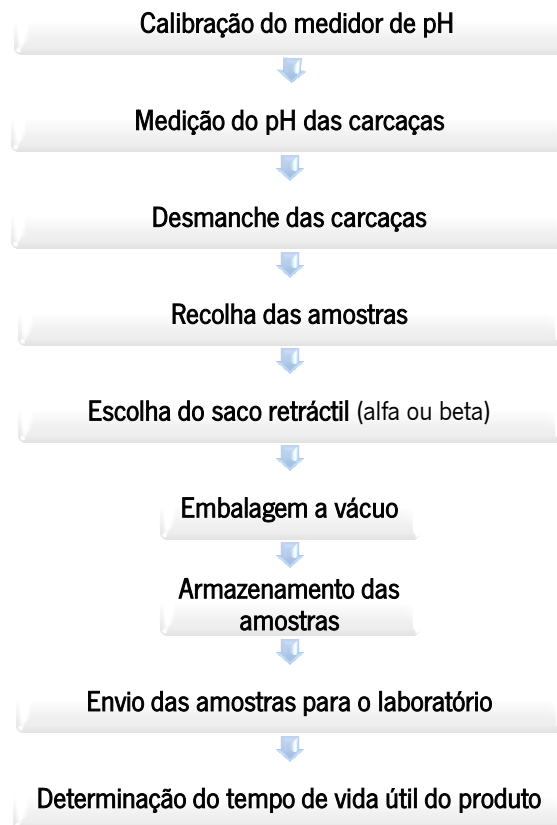 Calibração do medidor de pH
Medição do pH das carcaças
Desmanche das carcaças
Recolha das amostras
Escolha do saco retráctil (alfa ou beta)
Embalagem a vácuo
Armazenamento das
amostras
Envio das amostras para o laboratório
Determinação do tempo de vida útil do produto